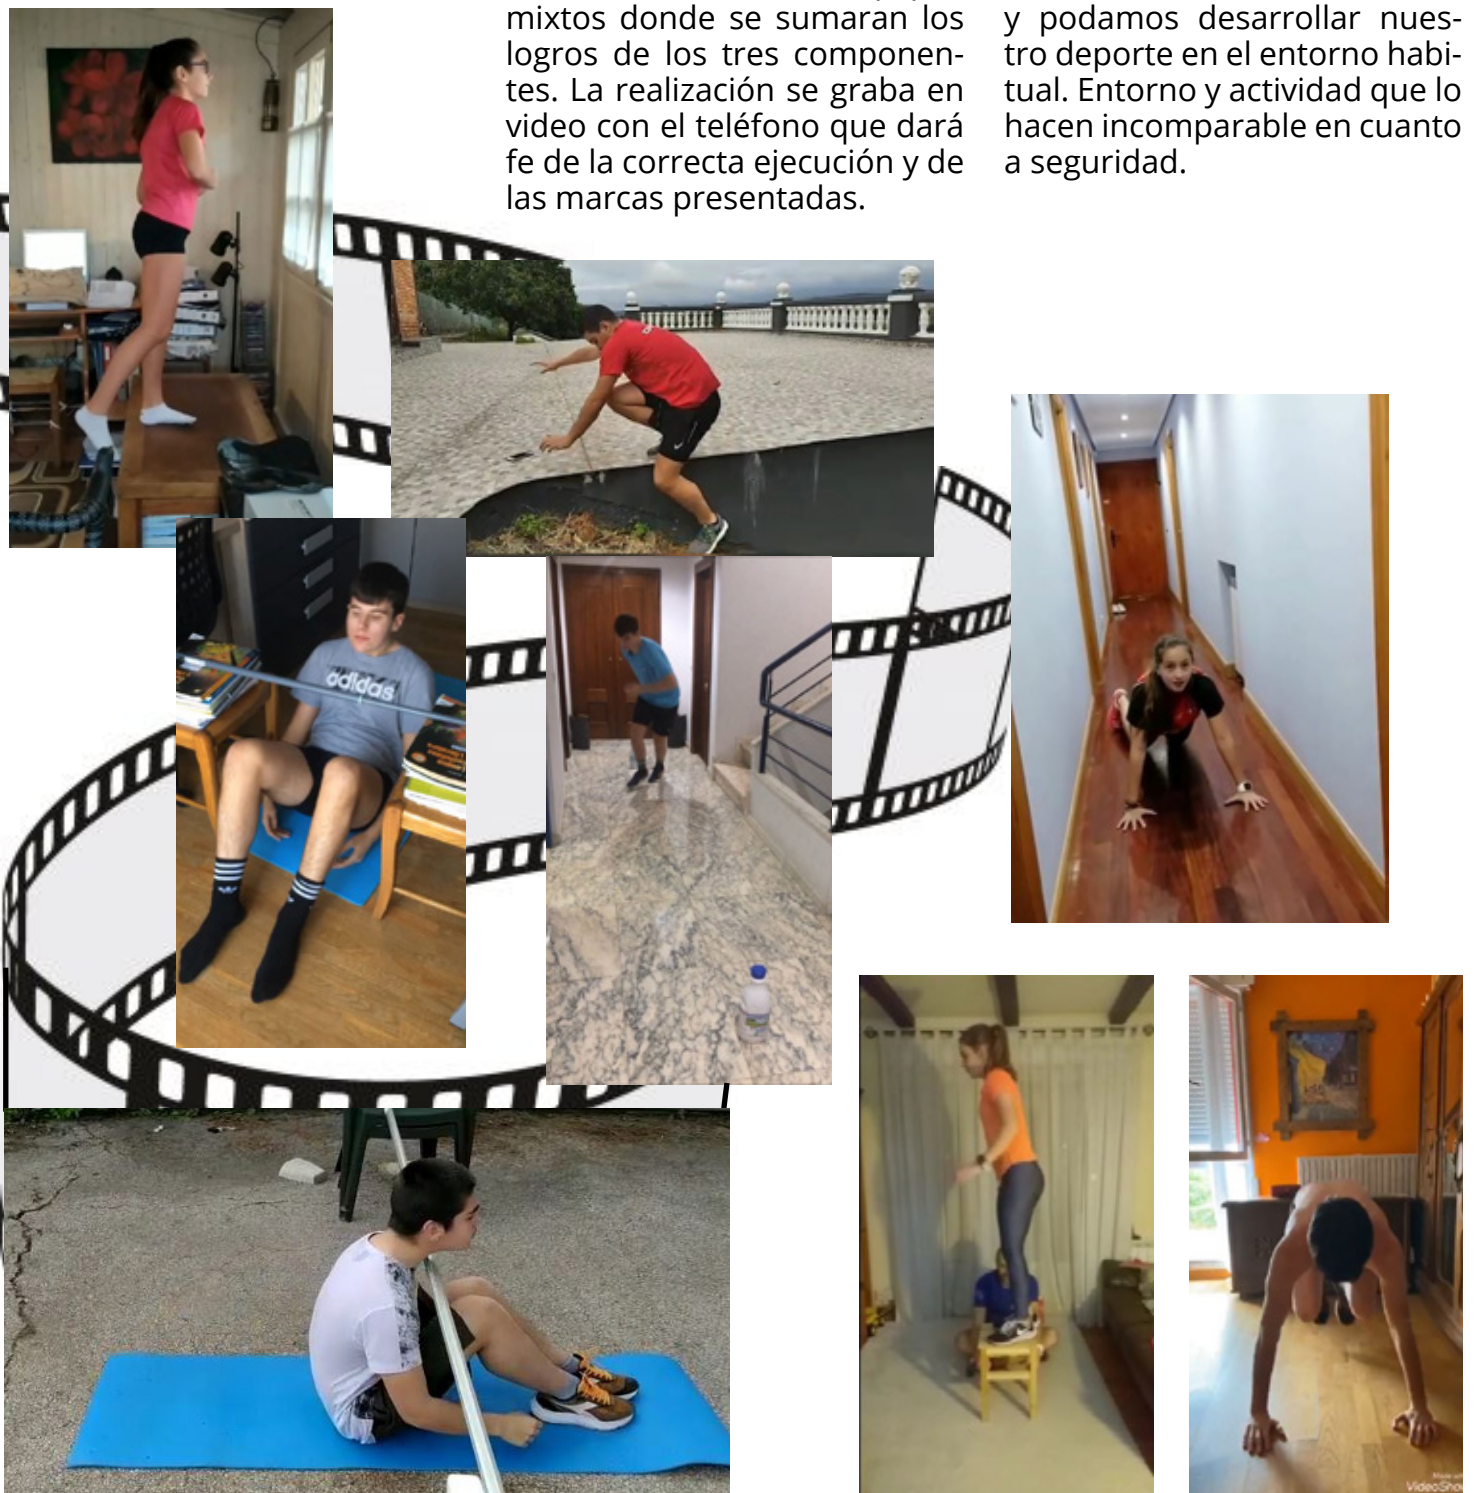 mixtos donde se sumarán los
logros de los tres componen-
tes. La realización se graba en
video con el teléfono que dará
fe de la correcta ejecución y de
las marcas presentadas.
y podamos desarrollar nues-
tro deporte en el entorno habi-
tual. Entorno y actividad que lo
hacen incomparable en cuanto
a seguridad.
adidas
VideoShow